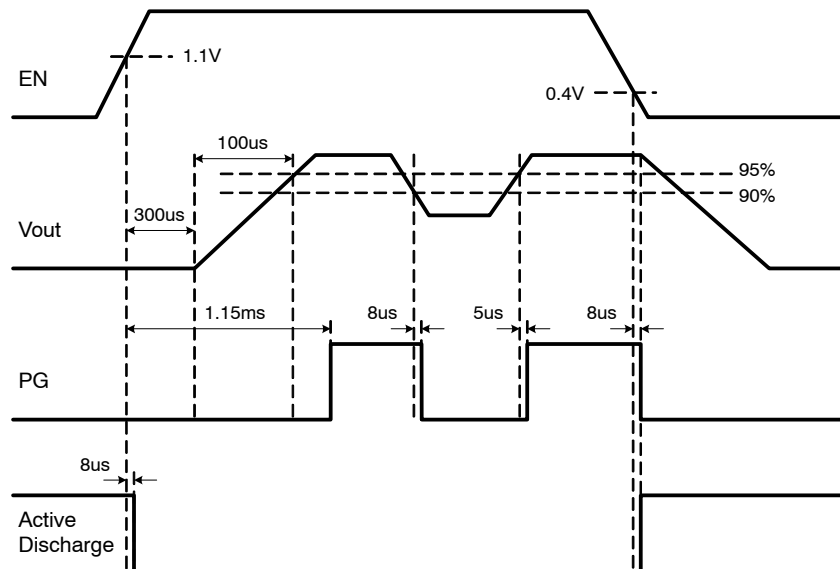 1.1V
EN
0.4V
100us
95%
90%
300us
Vout
1.15ms
8us
5us
8us
PG
8us
Active
Discharge